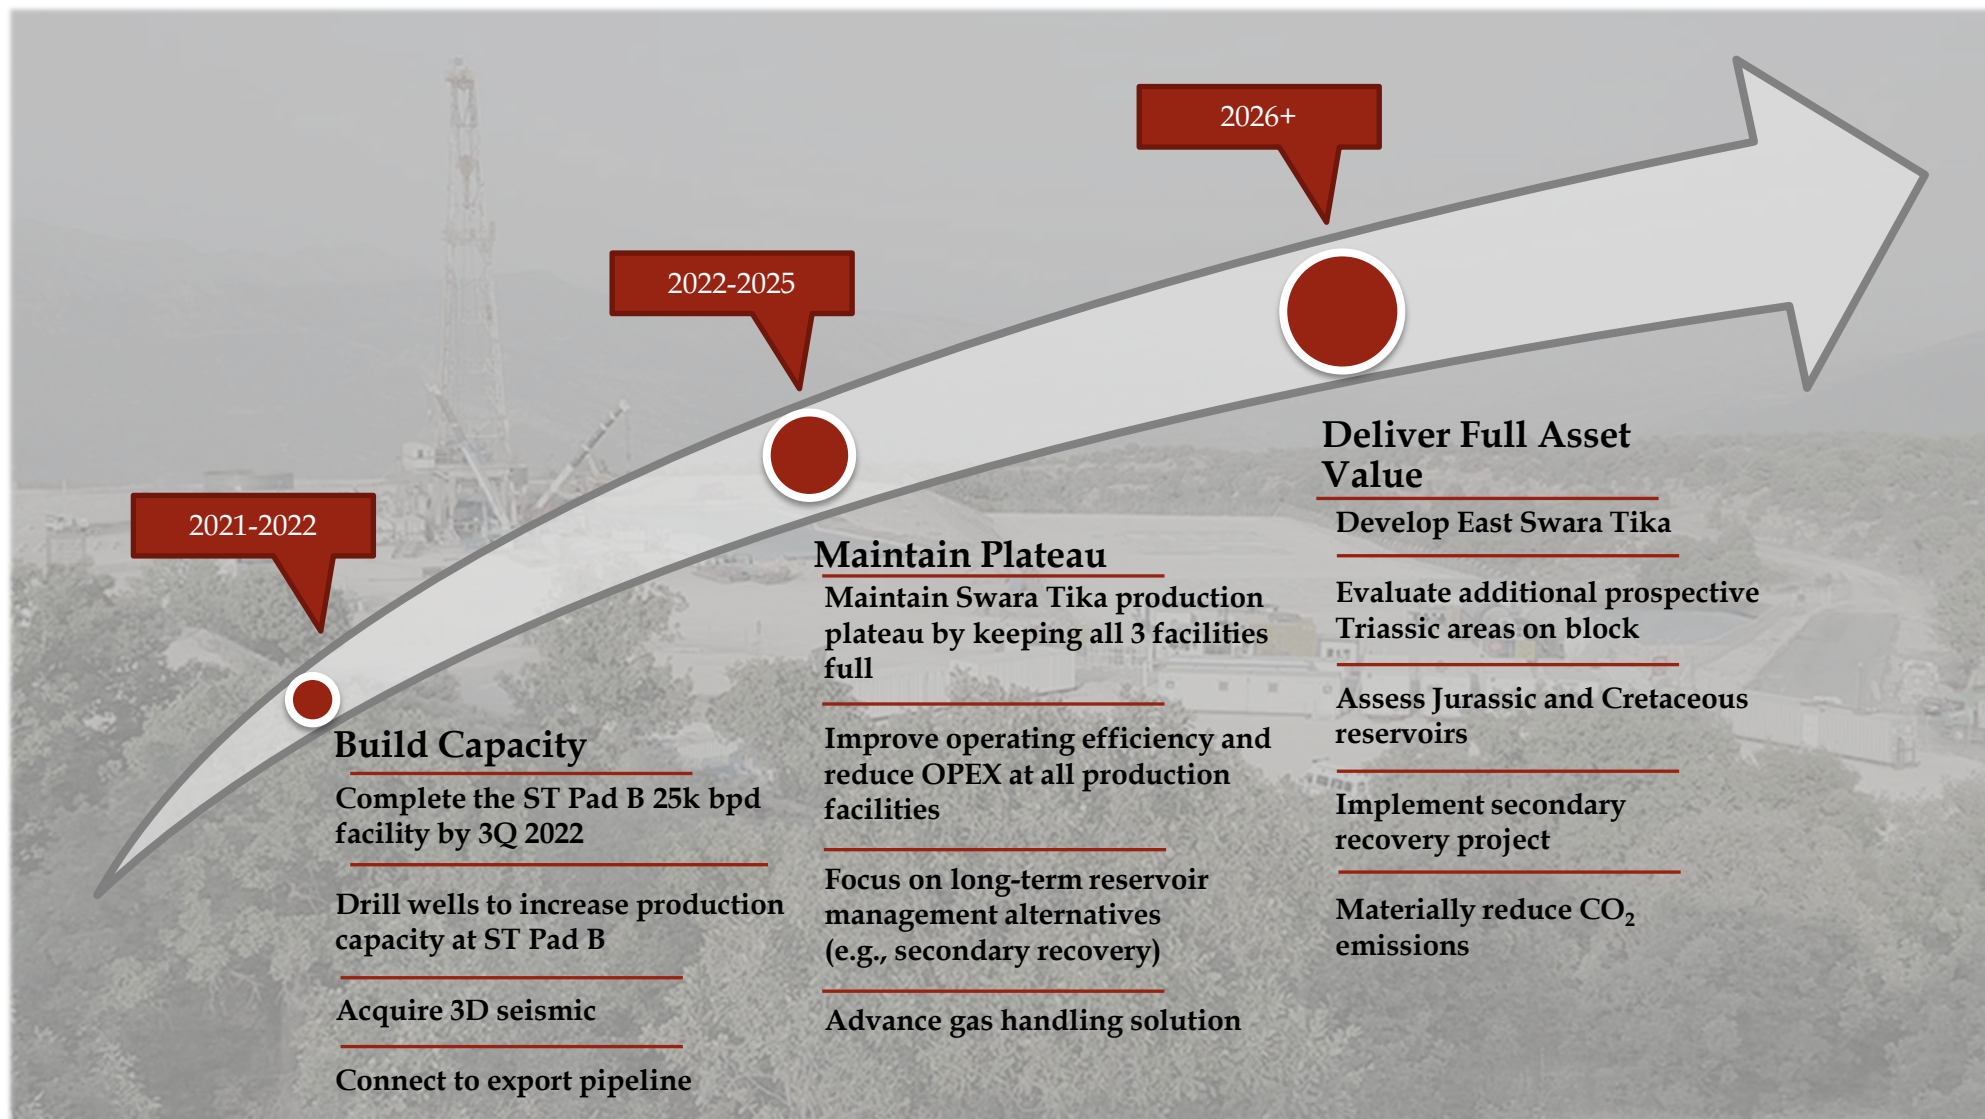 2021-2022
Build Capacity
Complete the ST Pad B 25k bpd
facility by 3Q 2022
Drill wells to increase production
capacity at ST Pad B
Acquire 3D seismic
Connect to export pipeline
2022-2025
Maintain Plateau
Maintain Swara Tika production
plateau by keeping all 3 facilities
full
Improve operating efficiency and
reduce OPEX at all production
facilities
Focus on long-term reservoir
management alternatives
(e.g., secondary recovery)
Advance gas handling solution
2026+
Deliver Full Asset
Value
Develop East Swara Tika
Evaluate additional prospective
Triassic areas on block
Assess Jurassic and Cretaceous
reservoirs
Implement secondary
recovery project
Materially reduce CO₂
emissions